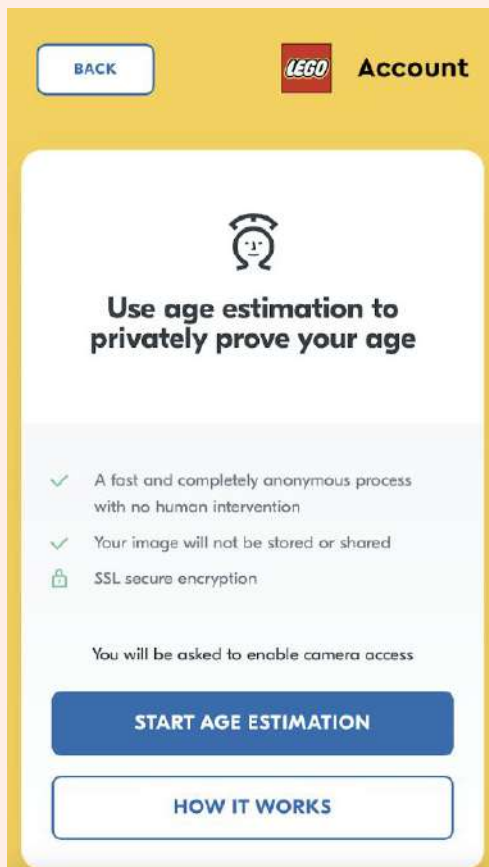 BACK
LEGO Account
Use age estimation to
privately prove your age
A fast and completely anonymous process
with no human intervention
Your image will not be stored or shared
SSL secure encryption
You will be asked to enable camera access
START AGE ESTIMATION
HOW IT WORKS